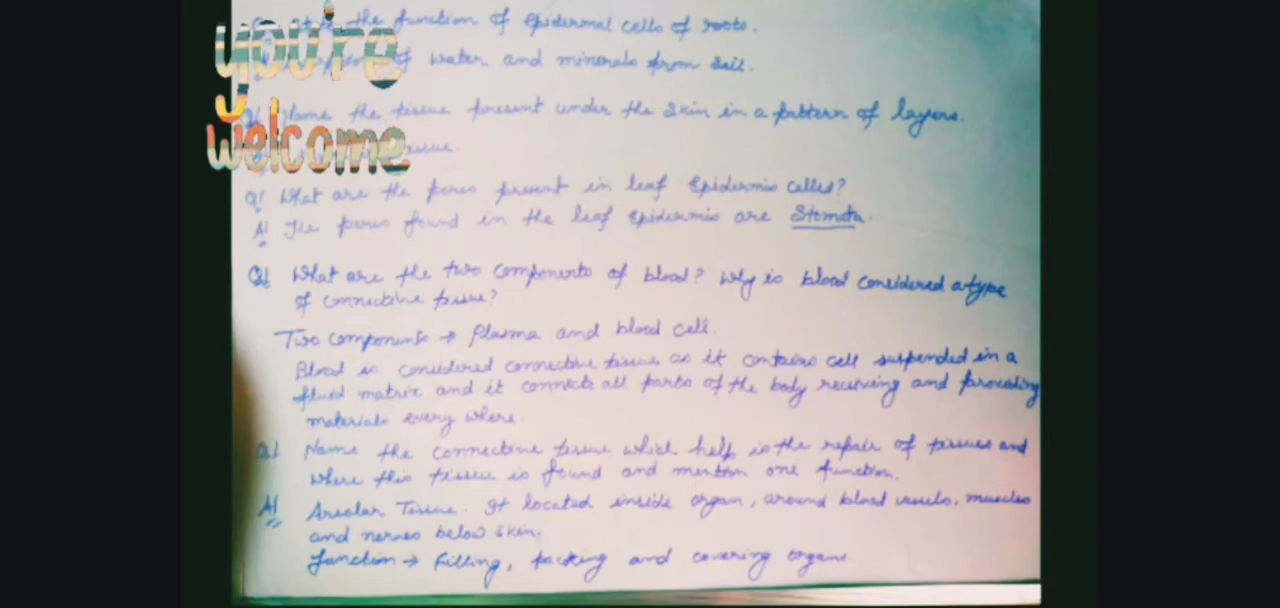 you're
welcome
the function of Epidermal cells of roots.
of water and minerals from soil.
Name the tissue present under the skin in a pattern of layers.
tissue.
Q! What are the pores present in leaf Epidermis celles?
A! The pores found in the leaf Epidermis are Stomata.
Q! What are the two components of blood? Why is blood considered a type
of connective tissue?
Two components → Plasma and blood cell.
Blood is considered connective tissue as it contains cell suspended in a
fluid matrix and it connects all parts of the body receiving and providing
materials every where.
Q! Name the connective tissue which help is the repair of tissues and
where this tissue is found and mention one function.
A! Areolar Tissue. It located inside organ, around blood vessels, muscles
and nerves below skin.
Function → Filling, packing and covering organs